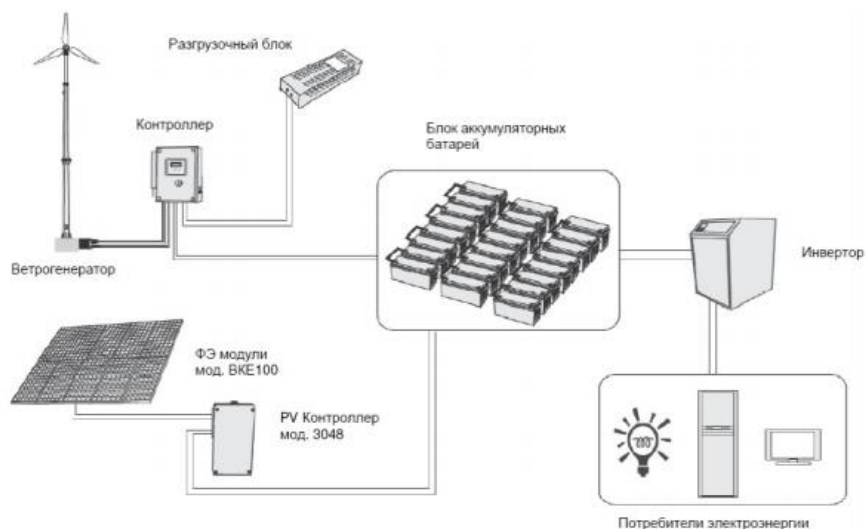 Разгрузочный блок
Контроллер
Блок аккумуляторных
батарей
Ветрогенератор
Инвертор
ФЭ модули
мод. ВКЕ100
PV Контроллер
мод. 3048
Потребители электроэнергии